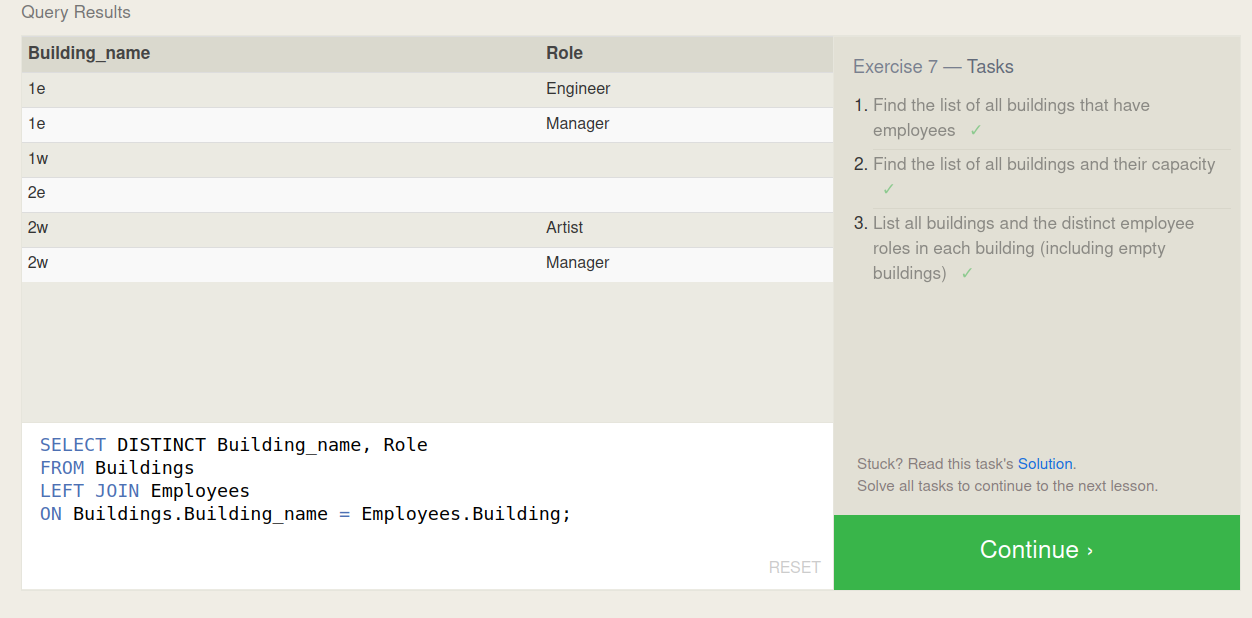 Query Results
Building_name Role
1e Engineer
1e Manager
1w
2e
2w Artist
2w Manager
SELECT DISTINCT Building_name, Role
FROM Buildings
LEFT JOIN Employees
ON Buildings.Building_name = Employees.Building;
RESET
Exercise 7 — Tasks
1. Find the list of all buildings that have
employees ✓
2. Find the list of all buildings and their capacity
✓
3. List all buildings and the distinct employee
roles in each building (including empty
buildings) ✓
Stuck? Read this task's Solution.
Solve all tasks to continue to the next lesson.
Continue ›